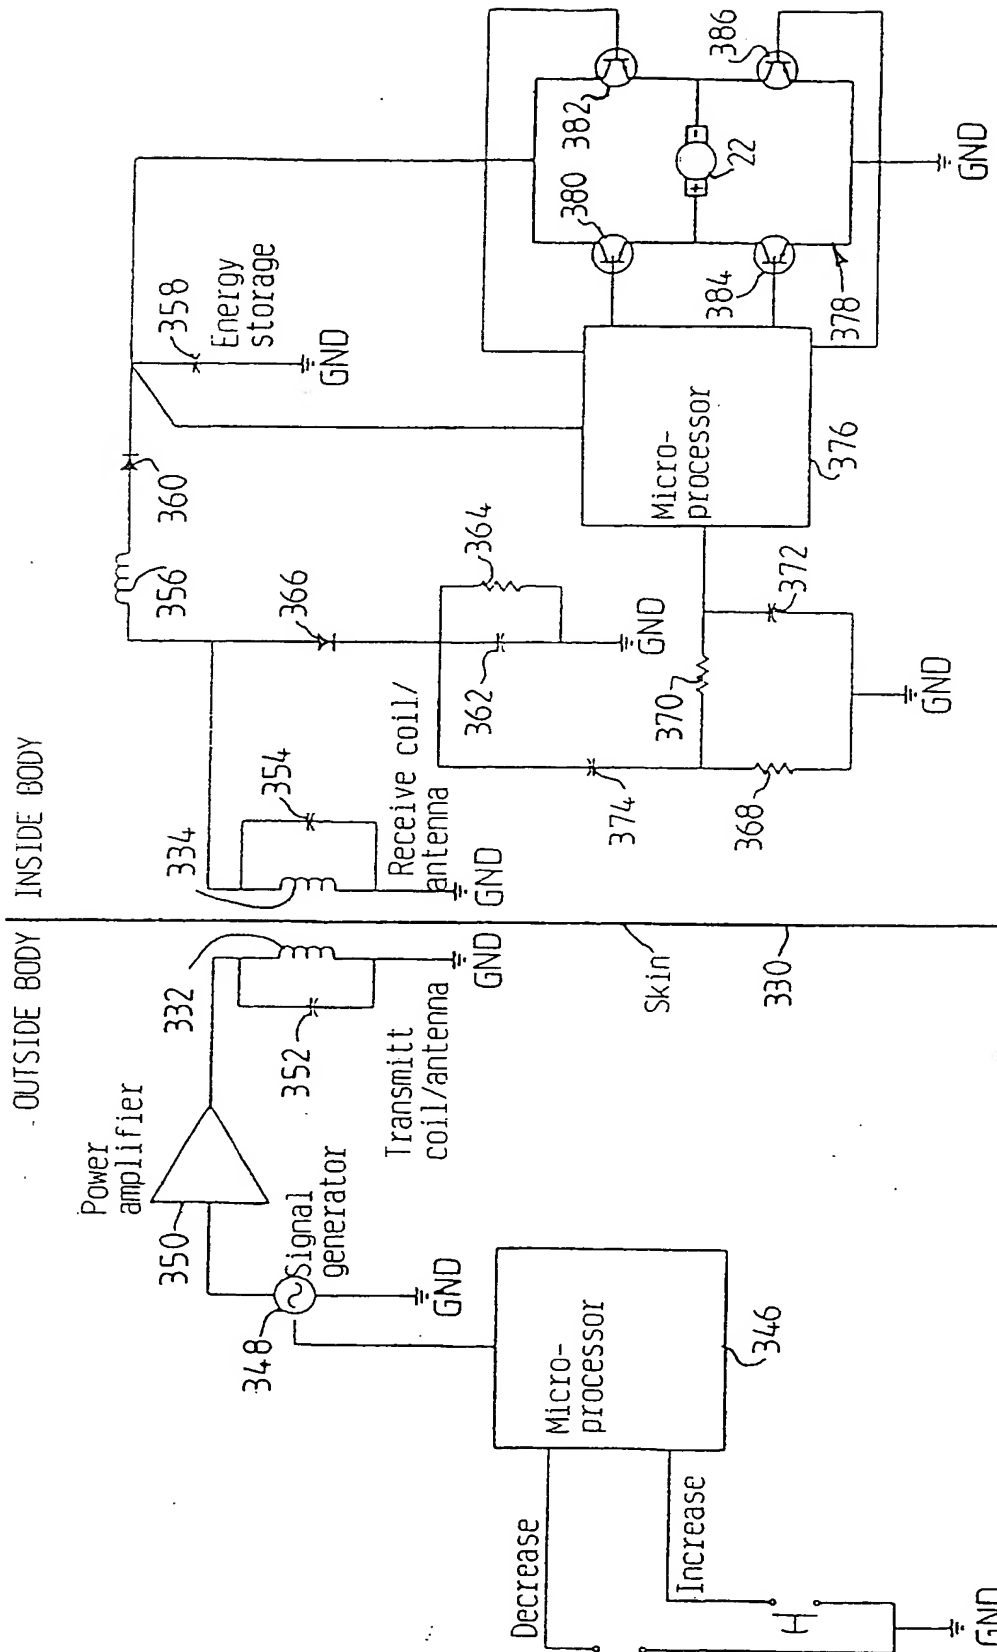 OUTSIDE BODY
INSIDE BODY
Power
amplifier
350
348
Signal
generator
GND
332
352
Transmitt
coil/antenna
GND
Micro-
processor
346
Decrease
Increase
GND
Skin
330
334
354
Receive coil/
antenna
GND
356
360
358
Energy
storage
GND
366
364
362
GND
374
370
368
372
GND
Micro-
processor
376
380
382
384
386
+
-
22
378
GND